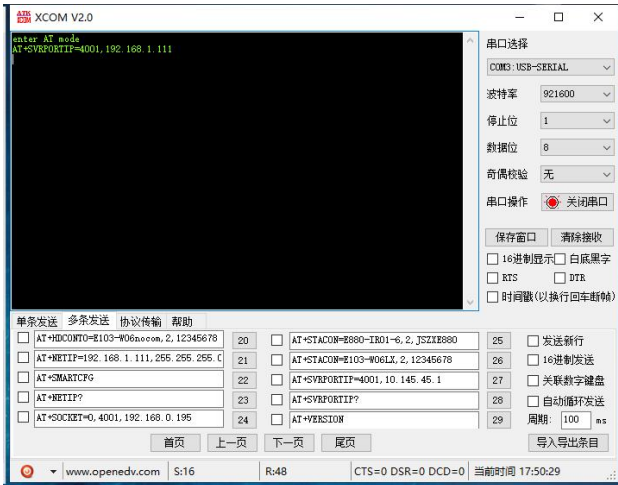 ATK XCOM XCOM V2.0
enter AT mode
AT+SVRPORTIP=4001,192.168.1.111
串口选择
COM3:USB-SERIAL
波特率 921600
停止位 1
数据位 8
奇偶校验 无
串口操作 关闭串口
保存窗口 清除接收
16进制显示 白底黑字
RTS DTR
时间戳(以换行回车断帧)
单条发送 多条发送 协议传输 帮助
AT+HDCONTO=E103-W06nocom,2,12345678 20 AT+STACON=E880-IR01-6,2,JSZXE880 25 发送新行
AT+NETIP=192.168.1.111,255.255.255.0 21 AT+STACON=E103-W06LX,2,12345678 26 16进制发送
AT+SMARTCFG 22 AT+SVRPORTIP=4001,10.145.45.1 27 关联数字键盘
AT+NETIP? 23 AT+SVRPORTIP? 28 自动循环发送
AT+SOCKET=0,4001,192.168.0.195 24 AT+VERSION 29 周期: 100 ms
首页 上一页 下一页 尾页 导入导出条目
www.openedv.com S:16 R:48 CTS=0 DSR=0 DCD=0 当前时间 17:50:29